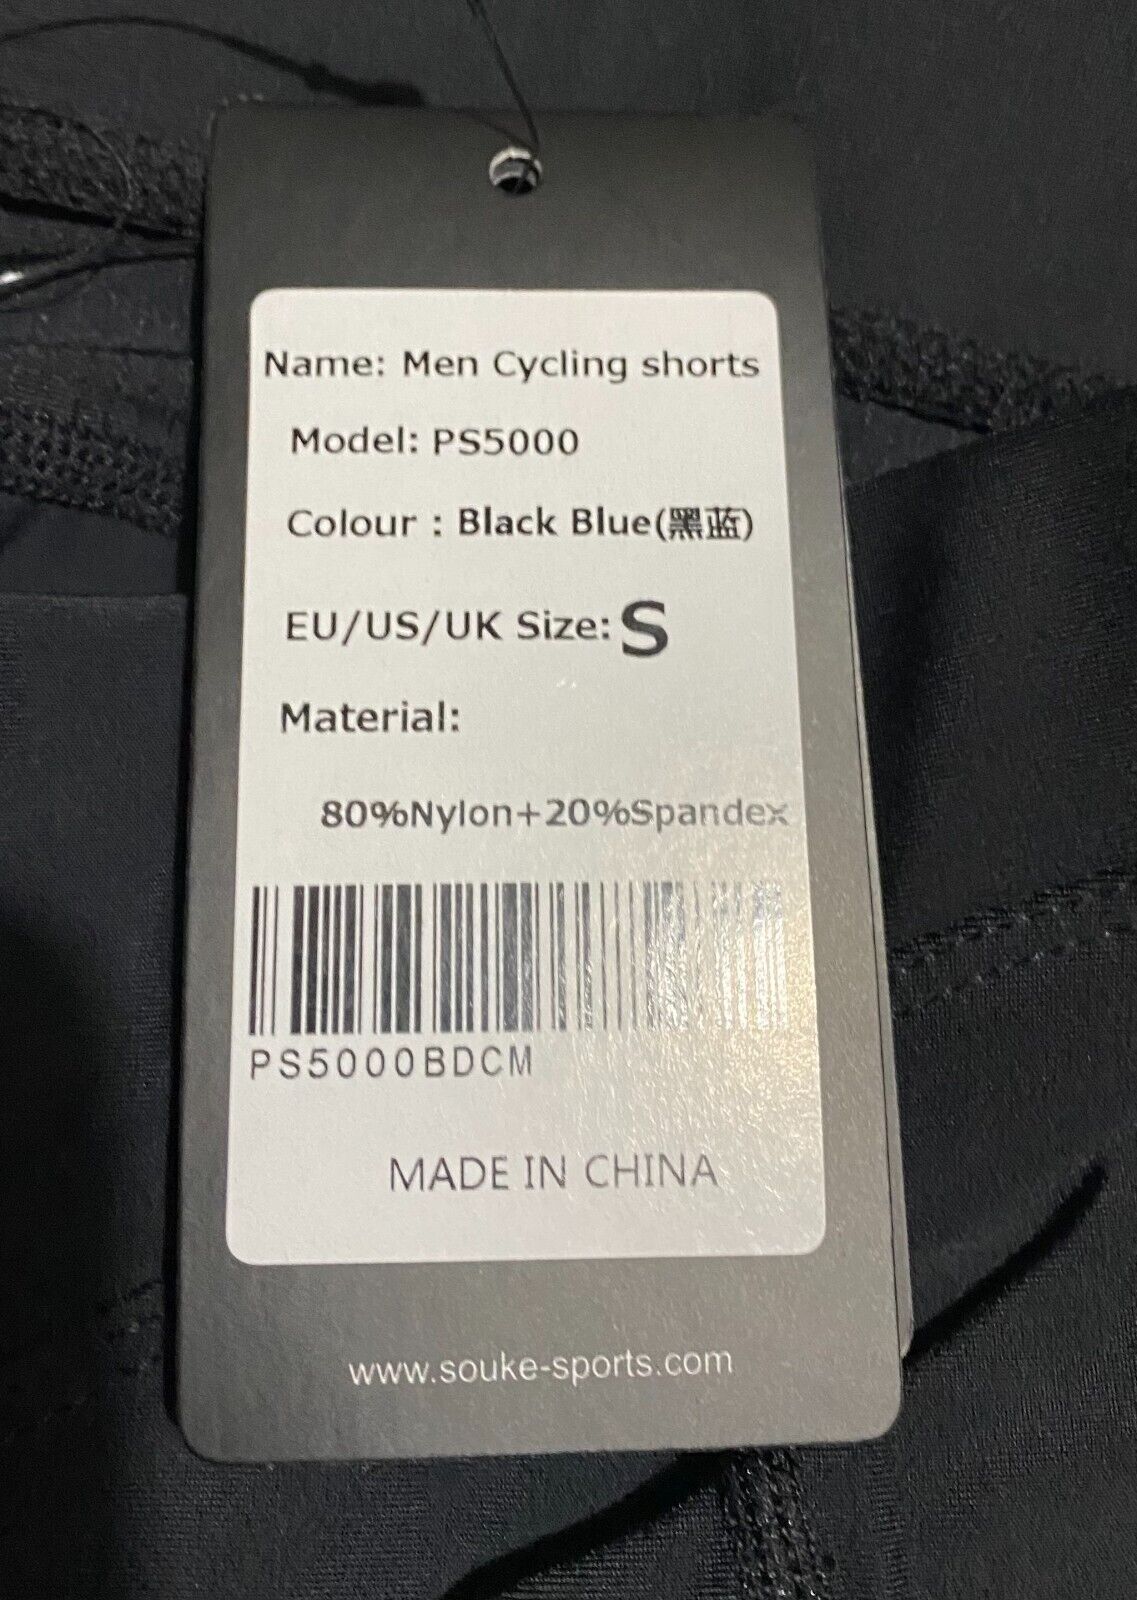 Name: Men Cycling shorts
Model: PS5000
Colour : Black Blue(黑蓝)
EU/US/UK Size: S
Material:
80%Nylon+20%Spandex
PS5000BDCM
MADE IN CHINA
www.souke-sports.com